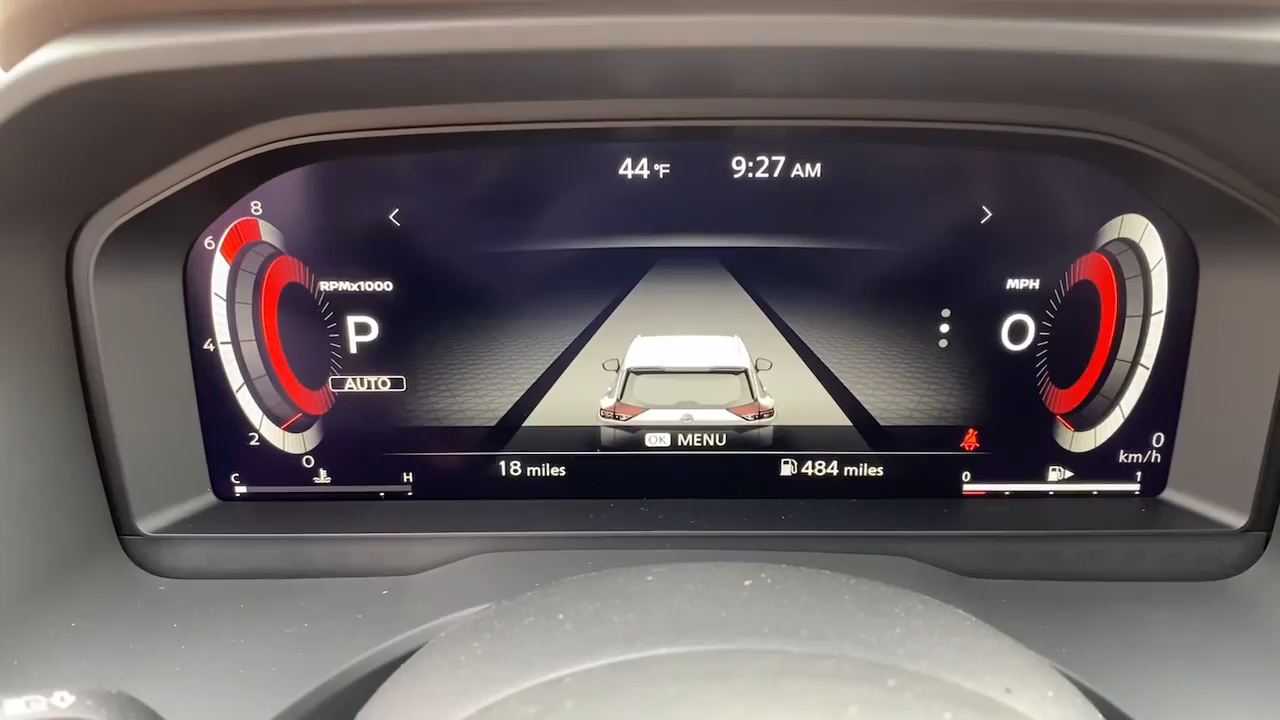 44°F 9:27 AM
8
6
RPMx1000
MPH
P
0
4
AUTO
2
OK MENU
0
0
km/h
18 miles
484 miles
C H
0 1